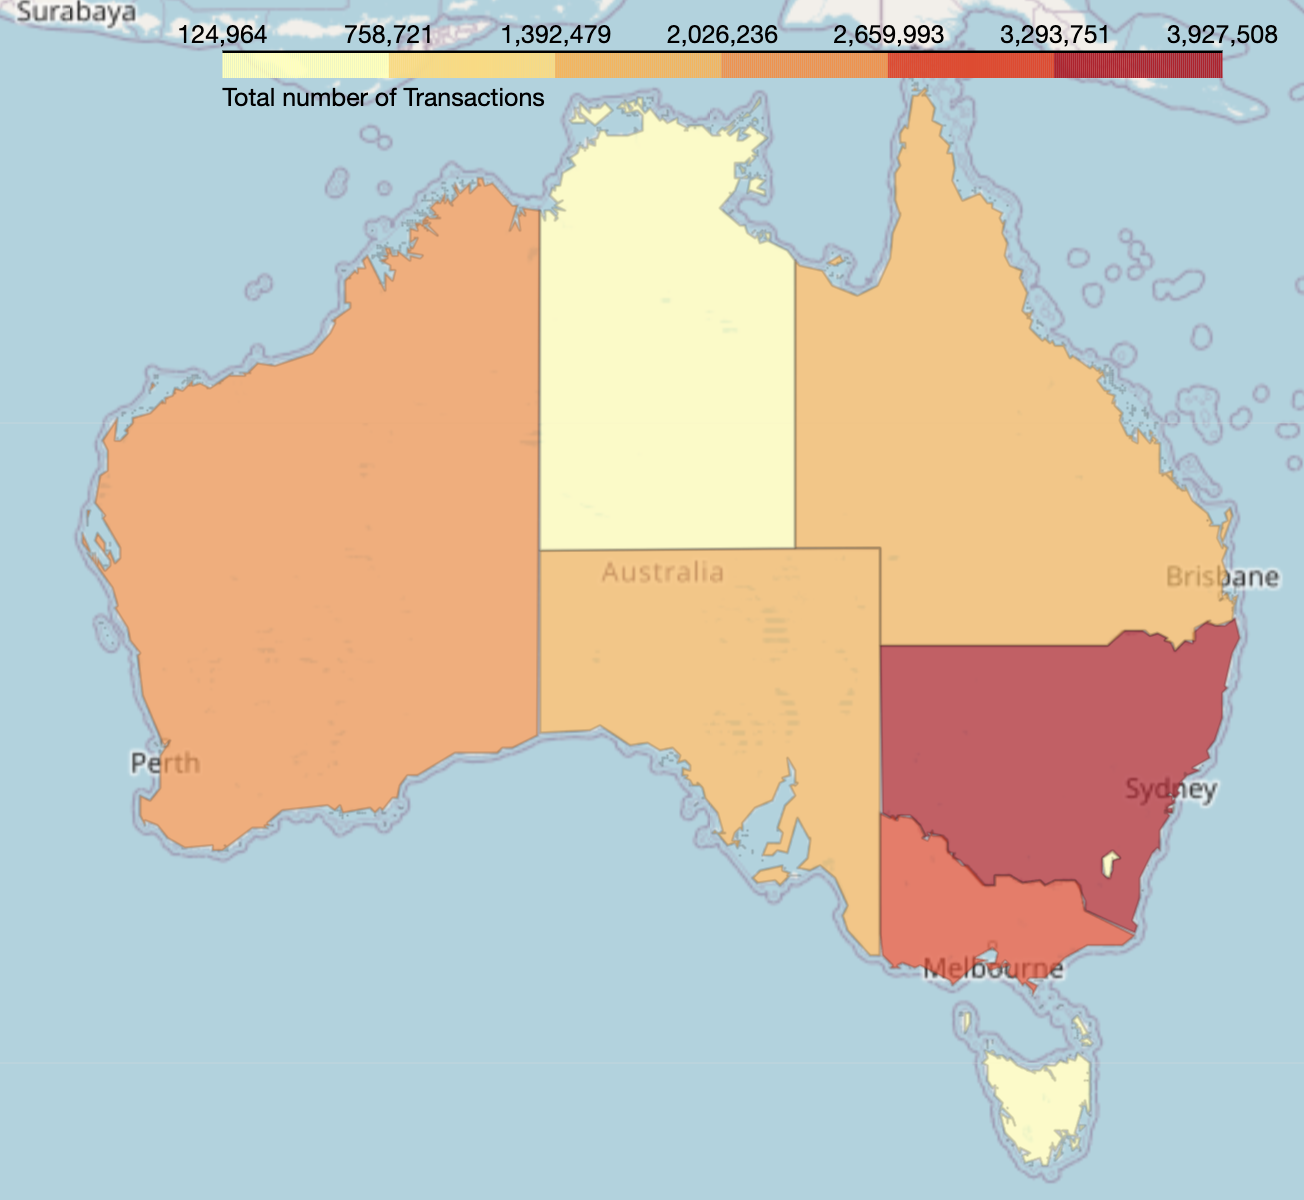 Surabaya
124,964 758,721 1,392,479 2,026,236 2,659,993 3,293,751 3,927,508
Total number of Transactions
Australia
Brisbane
Perth
Sydney
Melbourne